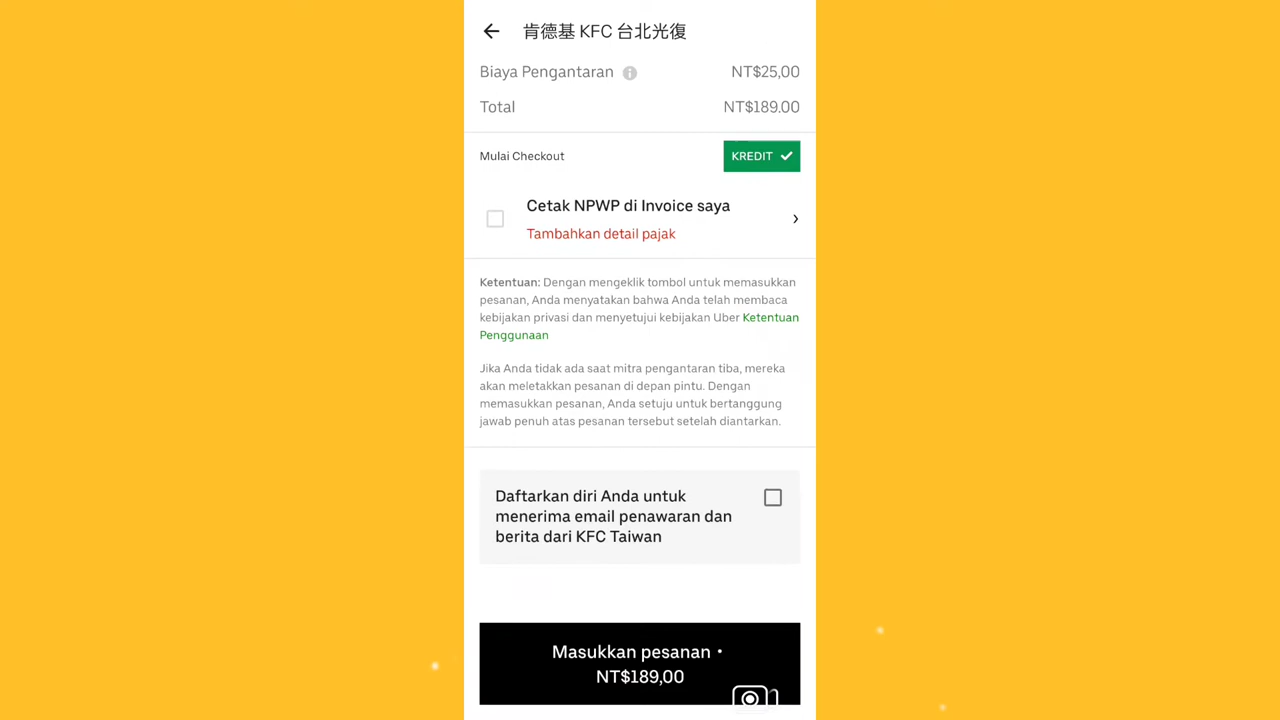 肯德基 KFC 台北光復
Biaya Pengantaran NT$25,00
Total NT$189.00
Mulai Checkout KREDIT
Cetak NPWP di Invoice saya
Tambahkan detail pajak
Ketentuan: Dengan mengeklik tombol untuk memasukkan
pesanan, Anda menyatakan bahwa Anda telah membaca
kebijakan privasi dan menyetujui kebijakan Uber Ketentuan
Penggunaan
Jika Anda tidak ada saat mitra pengantaran tiba, mereka
akan meletakkan pesanan di depan pintu. Dengan
memasukkan pesanan, Anda setuju untuk bertanggung
jawab penuh atas pesanan tersebut setelah diantarkan.
Daftarkan diri Anda untuk
menerima email penawaran dan
berita dari KFC Taiwan
Masukkan pesanan •
NT$189,00